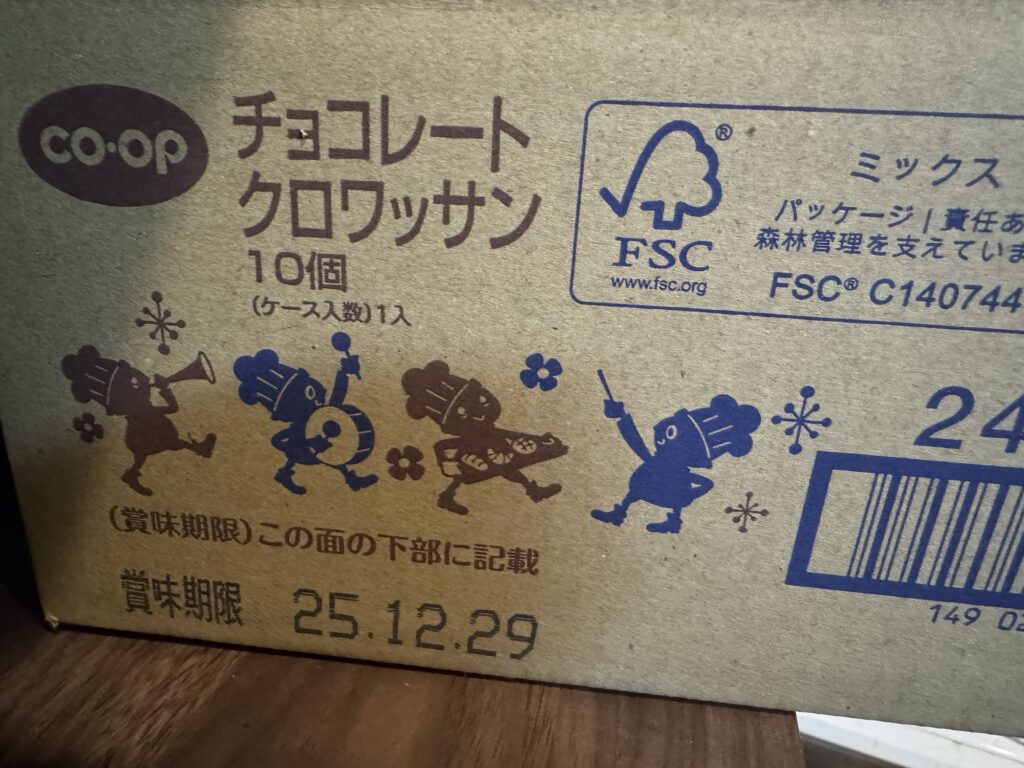 co·op
チョコレート
クロワッサン
10個
(ケース入数)1入
FSC®
www.fsc.org
ミックス
パッケージ|責任あ
森林管理を支えていま
FSC® C140744
24
149 02
(賞味期限)この面の下部に記載
賞味期限 25.12.29